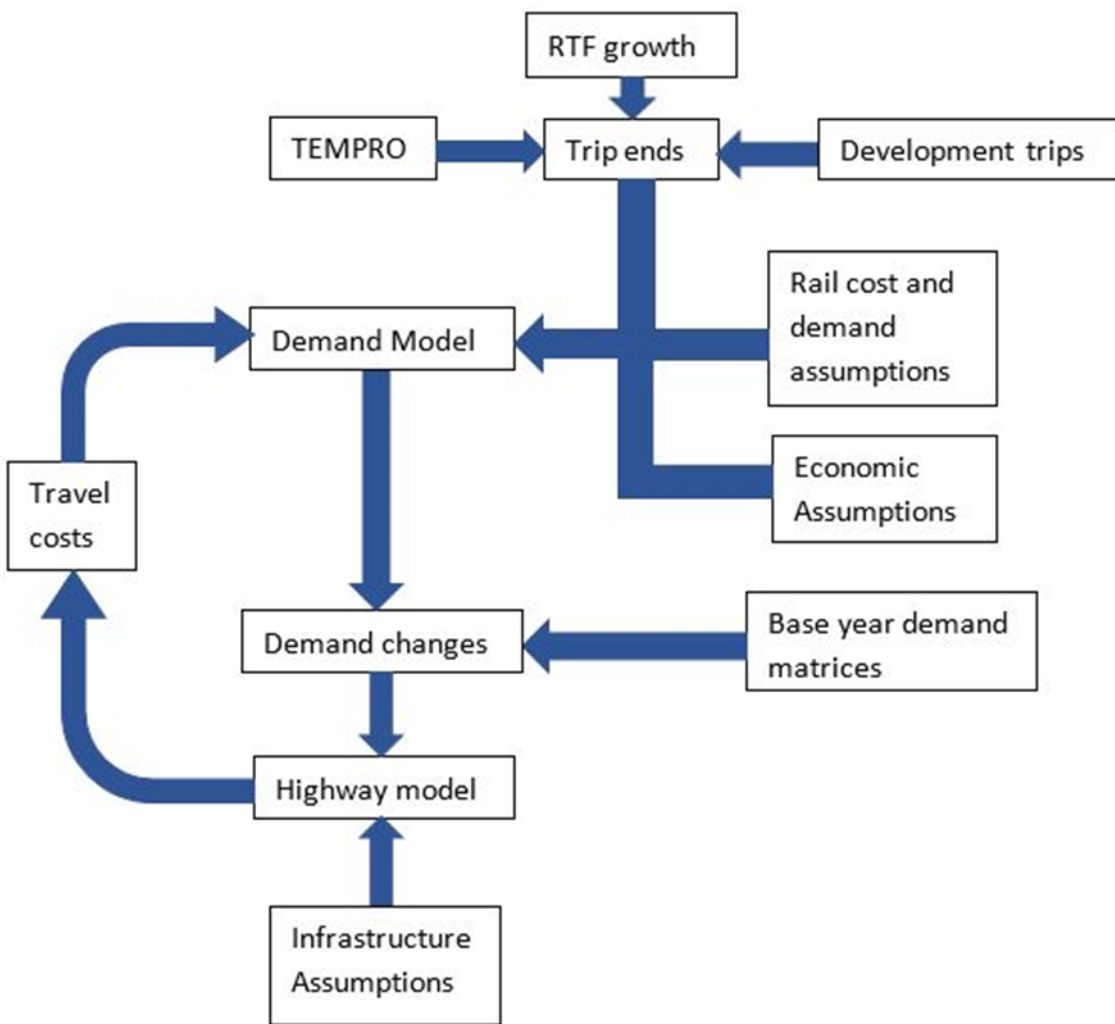 RTF growth
TEMPRO
Trip ends
Development trips
Rail cost and
demand
assumptions
Demand Model
Economic
Assumptions
Travel
costs
Demand changes
Base year demand
matrices
Highway model
Infrastructure
Assumptions